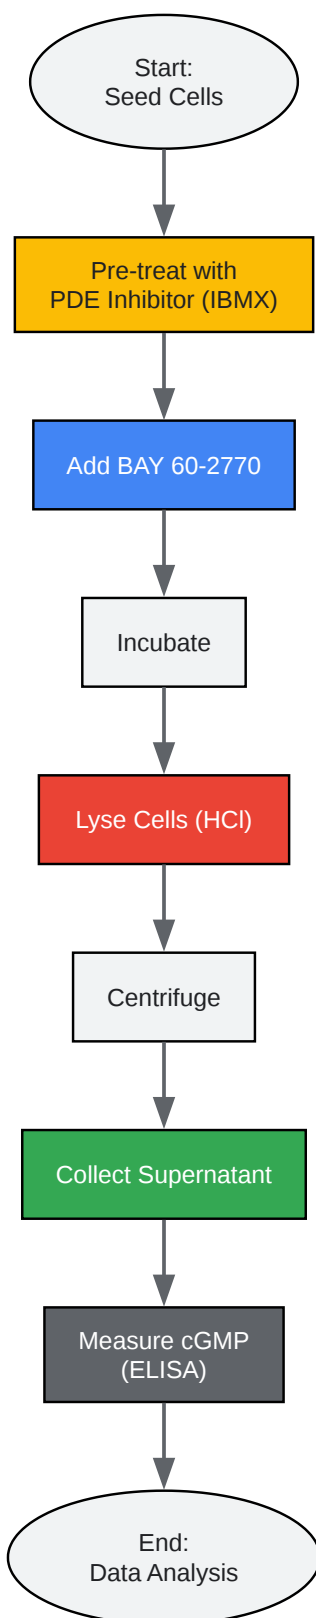 Start:
Seed Cells
Pre-treat with
PDE Inhibitor (IBMX)
Add BAY 60-2770
Incubate
Lyse Cells (HCl)
Centrifuge
Collect Supernatant
Measure cGMP
(ELISA)
End:
Data Analysis